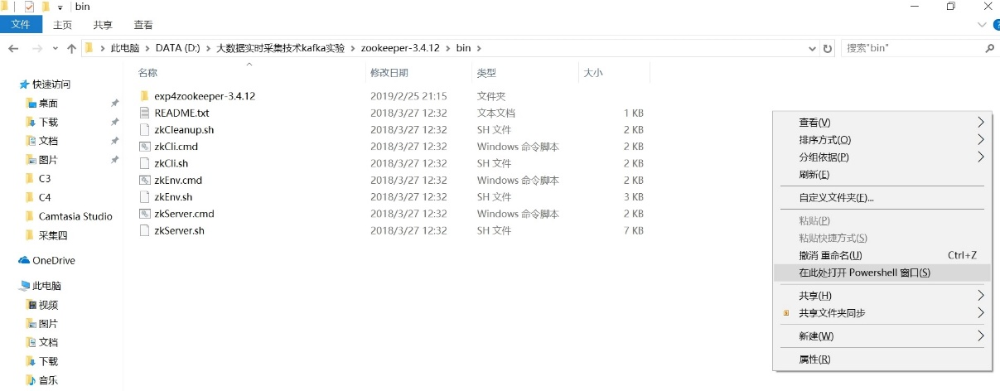 bin
文件 主页 共享 查看
此电脑 DATA (D:) 大数据实时采集技术kafka实验 zookeeper-3.4.12 bin 搜索"bin"
名称 修改日期 类型 大小
快速访问
桌面
下载
文档
图片
C3
C4
Camtasia Studio
采集四
OneDrive
此电脑
视频
图片
文档
下载
音乐
exp4zookeeper-3.4.12 2019/2/25 21:15 文件夹
README.txt 2018/3/27 12:32 文本文档 1 KB
zkCleanup.sh 2018/3/27 12:32 SH 文件 2 KB
zkCli.cmd 2018/3/27 12:32 Windows 命令脚本 2 KB
zkCli.sh 2018/3/27 12:32 SH 文件 2 KB
zkEnv.cmd 2018/3/27 12:32 Windows 命令脚本 2 KB
zkEnv.sh 2018/3/27 12:32 SH 文件 3 KB
zkServer.cmd 2018/3/27 12:32 Windows 命令脚本 2 KB
zkServer.sh 2018/3/27 12:32 SH 文件 7 KB
查看(V)
排序方式(O)
分组依据(P)
刷新(E)
自定义文件夹(F)...
粘贴(P)
粘贴快捷方式(S)
撤消 重命名(U) Ctrl+Z
在此处打开 Powershell 窗口(S)
共享(H)
共享文件夹同步
新建(W)
属性(R)